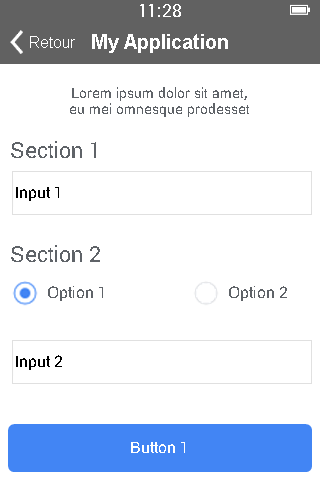 11:28
Retour My Application
Lorem ipsum dolor sit amet,
eu mei omnesque prodesset
Section 1
Input 1
Section 2
Option 1 Option 2
Input 2
Button 1